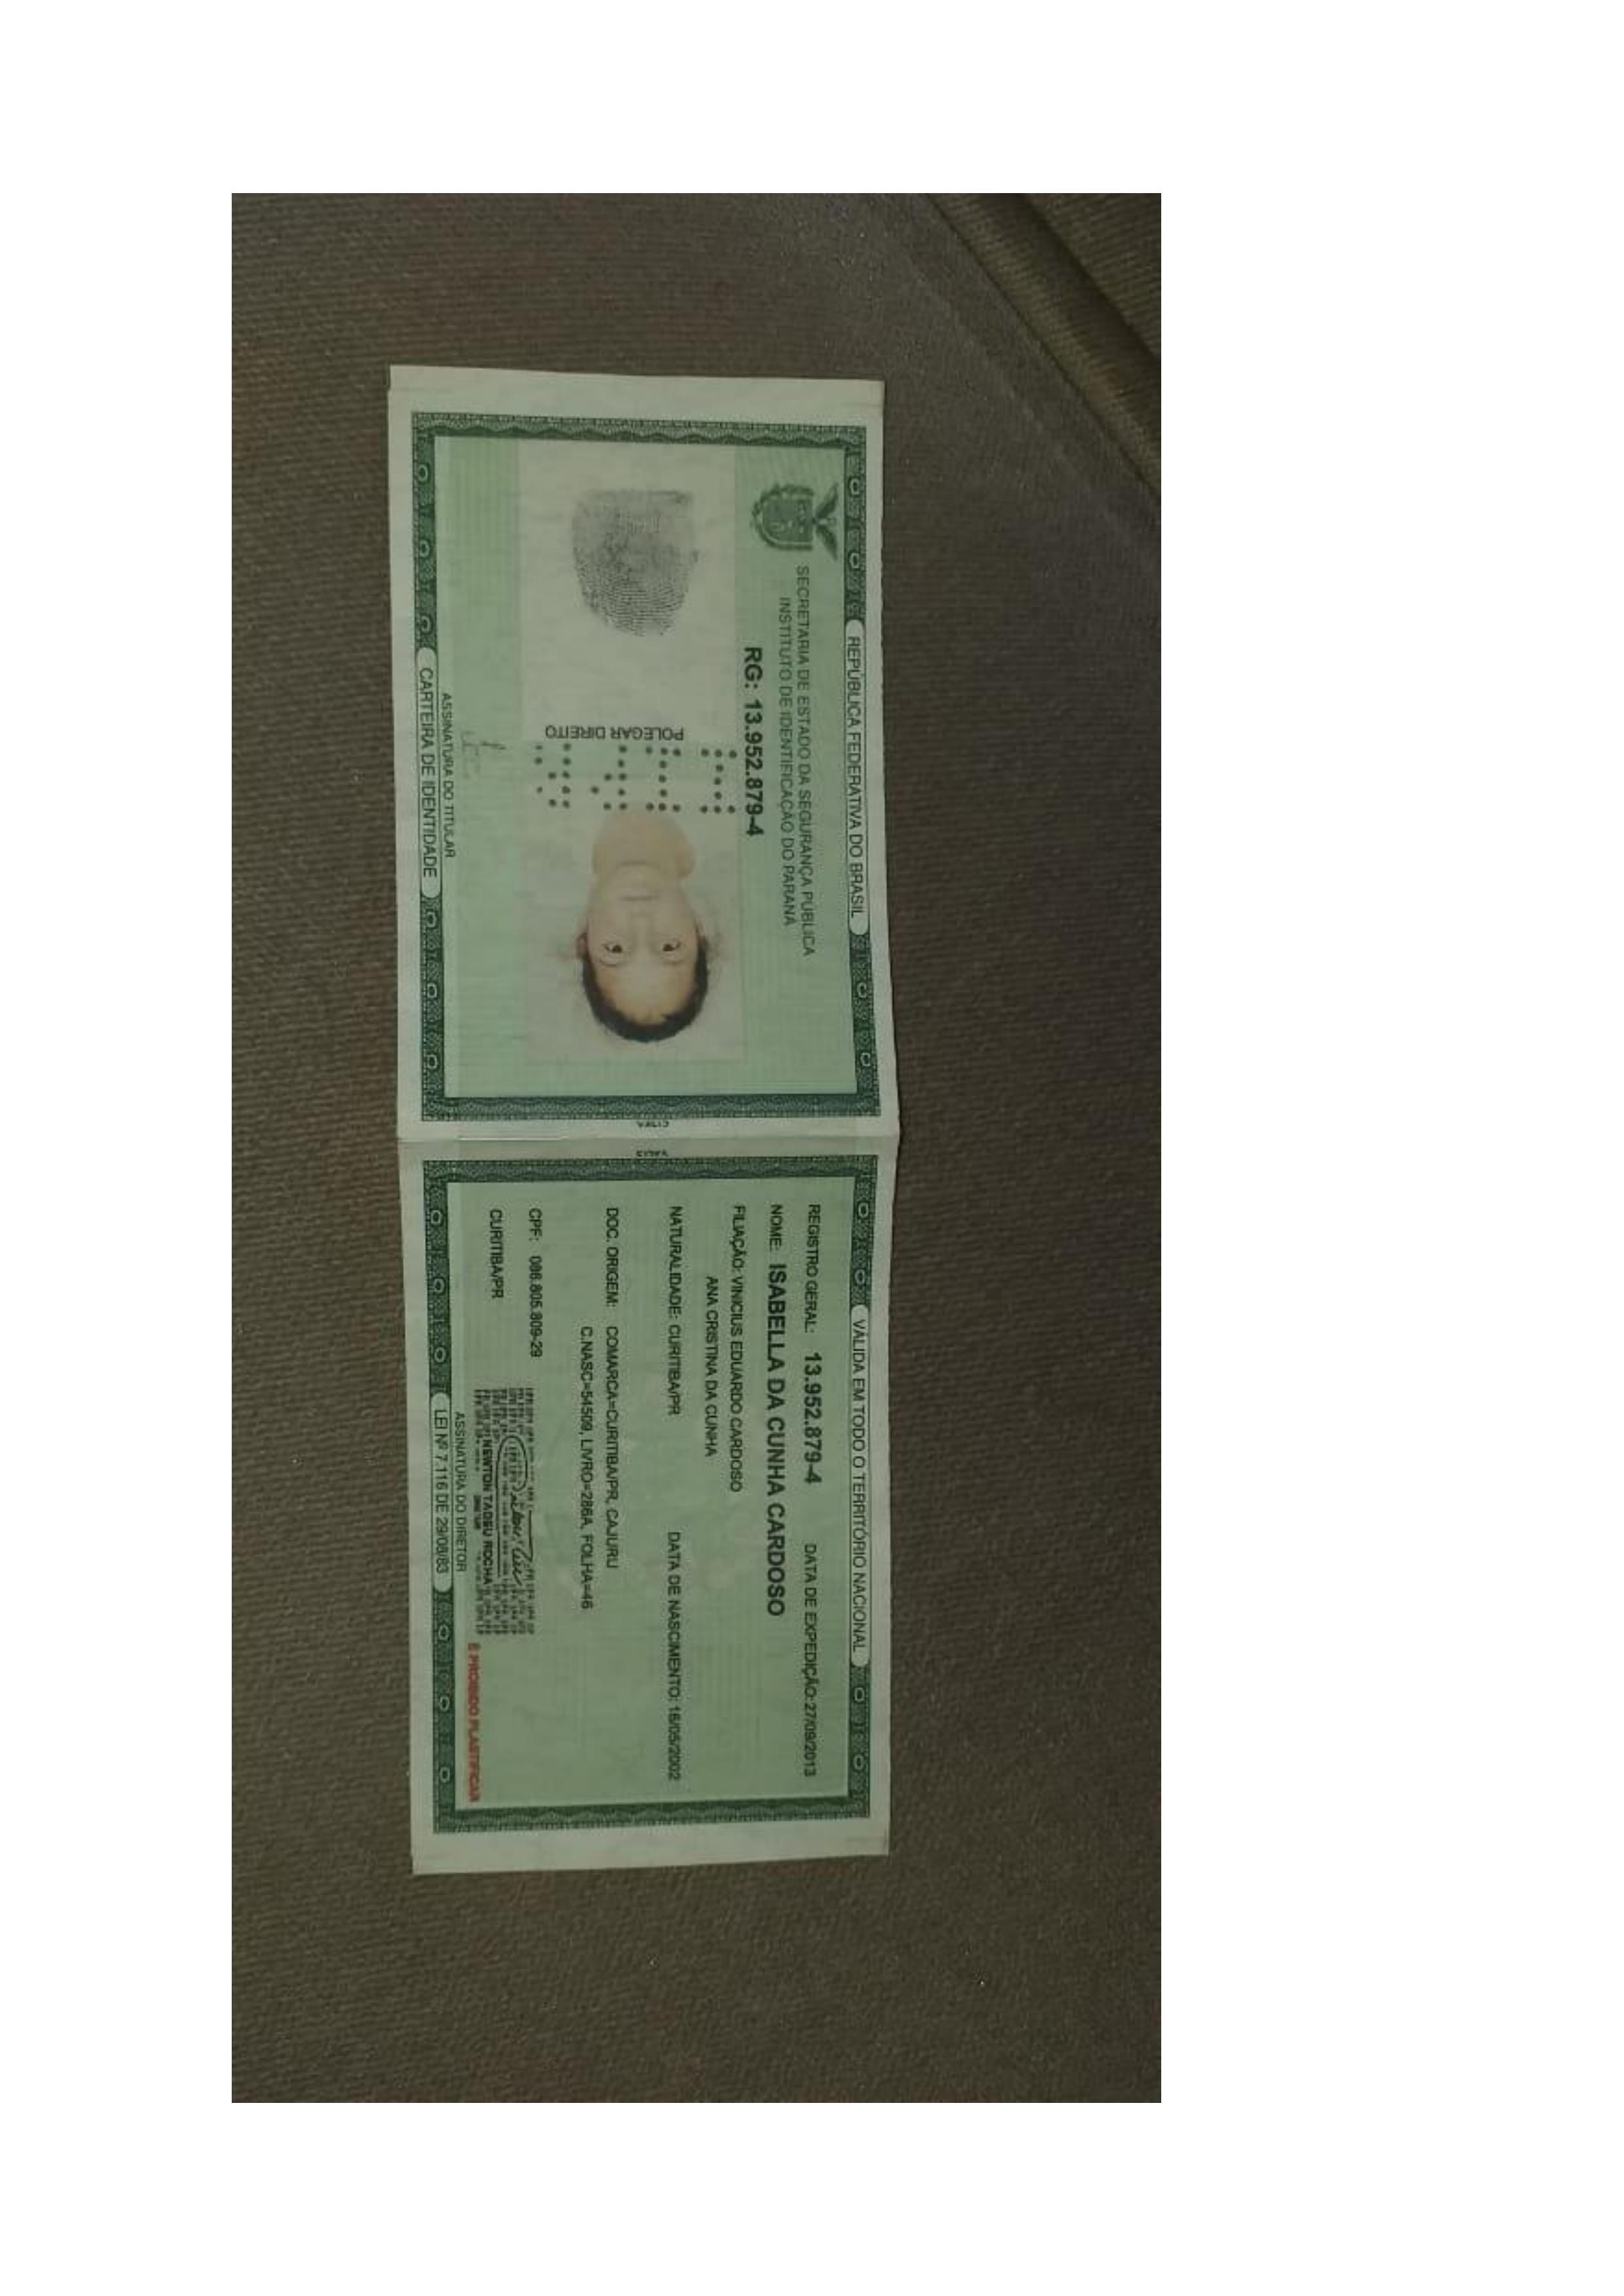 REPÚBLICA FEDERATIVA DO BRASIL
SECRETARIA DE ESTADO DA SEGURANÇA PÚBLICA
INSTITUTO DE IDENTIFICAÇÃO DO PARANÁ
RG: 13.952.879-4
POLEGAR DIREITO
ASSINATURA DO TITULAR
CARTEIRA DE IDENTIDADE
VÁLIDA EM TODO O TERRITÓRIO NACIONAL
REGISTRO GERAL: 13.952.879-4 DATA DE EXPEDIÇÃO: 27/09/2013
NOME: ISABELLA DA CUNHA CARDOSO
FILIAÇÃO: VINICIUS EDUARDO CARDOSO
ANA CRISTINA DA CUNHA
NATURALIDADE: CURITIBA/PR DATA DE NASCIMENTO: 16/05/2002
DOC. ORIGEM: COMARCA=CURITIBA/PR, CAJURU
C.NASC=54509, LIVRO=286A, FOLHA=46
CPF: 086.805.809-29
CURITIBA/PR
NEWTON TADEU ROCHA
ASSINATURA DO DIRETOR
É PROIBIDO PLASTIFICAR
LEI Nº 7.116 DE 29/08/83